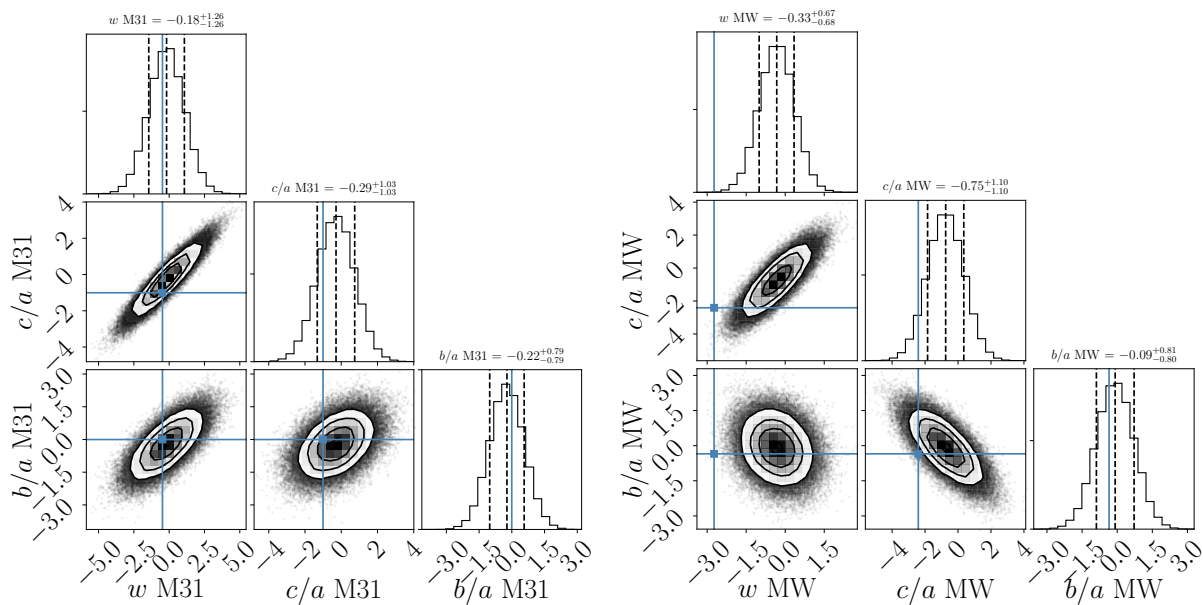 w M31 = −0.18+1.26−1.26
c/a M31 = −0.29+1.03−1.03
b/a M31 = −0.22+0.79−0.79
c/a M31
4
2
0
−2
−4
b/a M31
3.0
1.5
0.0
−1.5
−3.0
−5.0 −2.5 0.0 2.5 5.0
w M31
−4 −2 0 2 4
c/a M31
−3.0 −1.5 0.0 1.5 3.0
b/a M31
w MW = −0.33+0.67−0.68
c/a MW = −0.75+1.10−1.10
b/a MW = −0.09+0.81−0.80
c/a MW
4
2
0
−2
−4
b/a MW
3.0
1.5
0.0
−1.5
−3.0
−1.5 0.0 1.5
w MW
−4 −2 0 2 4
c/a MW
−3.0 −1.5 0.0 1.5 3.0
b/a MW